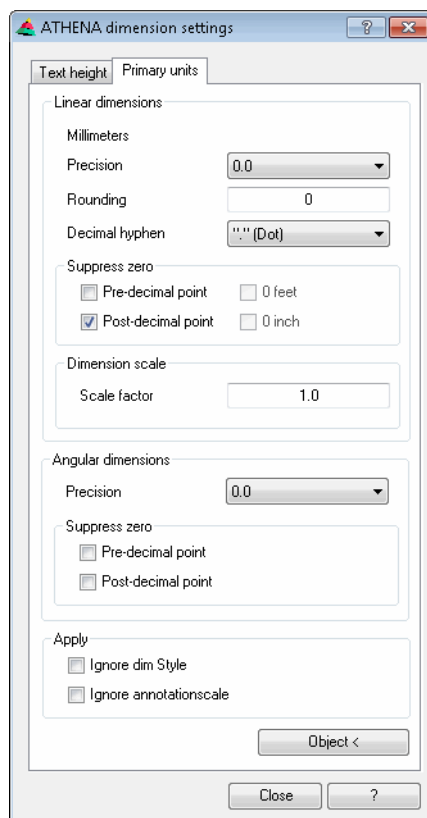 ATHENA dimension settings
Text height Primary units
Linear dimensions
Millimeters
Precision 0.0
Rounding 0
Decimal hyphen "." (Dot)
Suppress zero
Pre-decimal point 0 feet
Post-decimal point 0 inch
Dimension scale
Scale factor 1.0
Angular dimensions
Precision 0.0
Suppress zero
Pre-decimal point
Post-decimal point
Apply
Ignore dim Style
Ignore annotationscale
Object <
Close ?